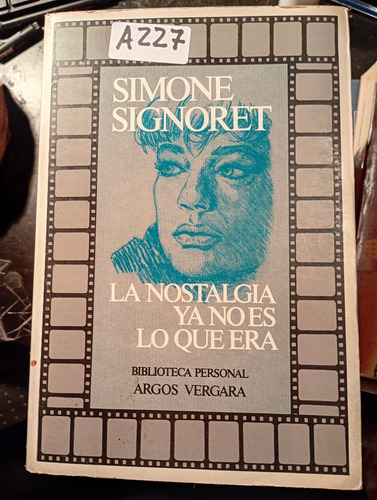 A227
SIMONE
SIGNORET
LA NOSTALGIA
YA NO ES
LO QUE ERA
BIBLIOTECA PERSONAL
ARGOS VERGARA